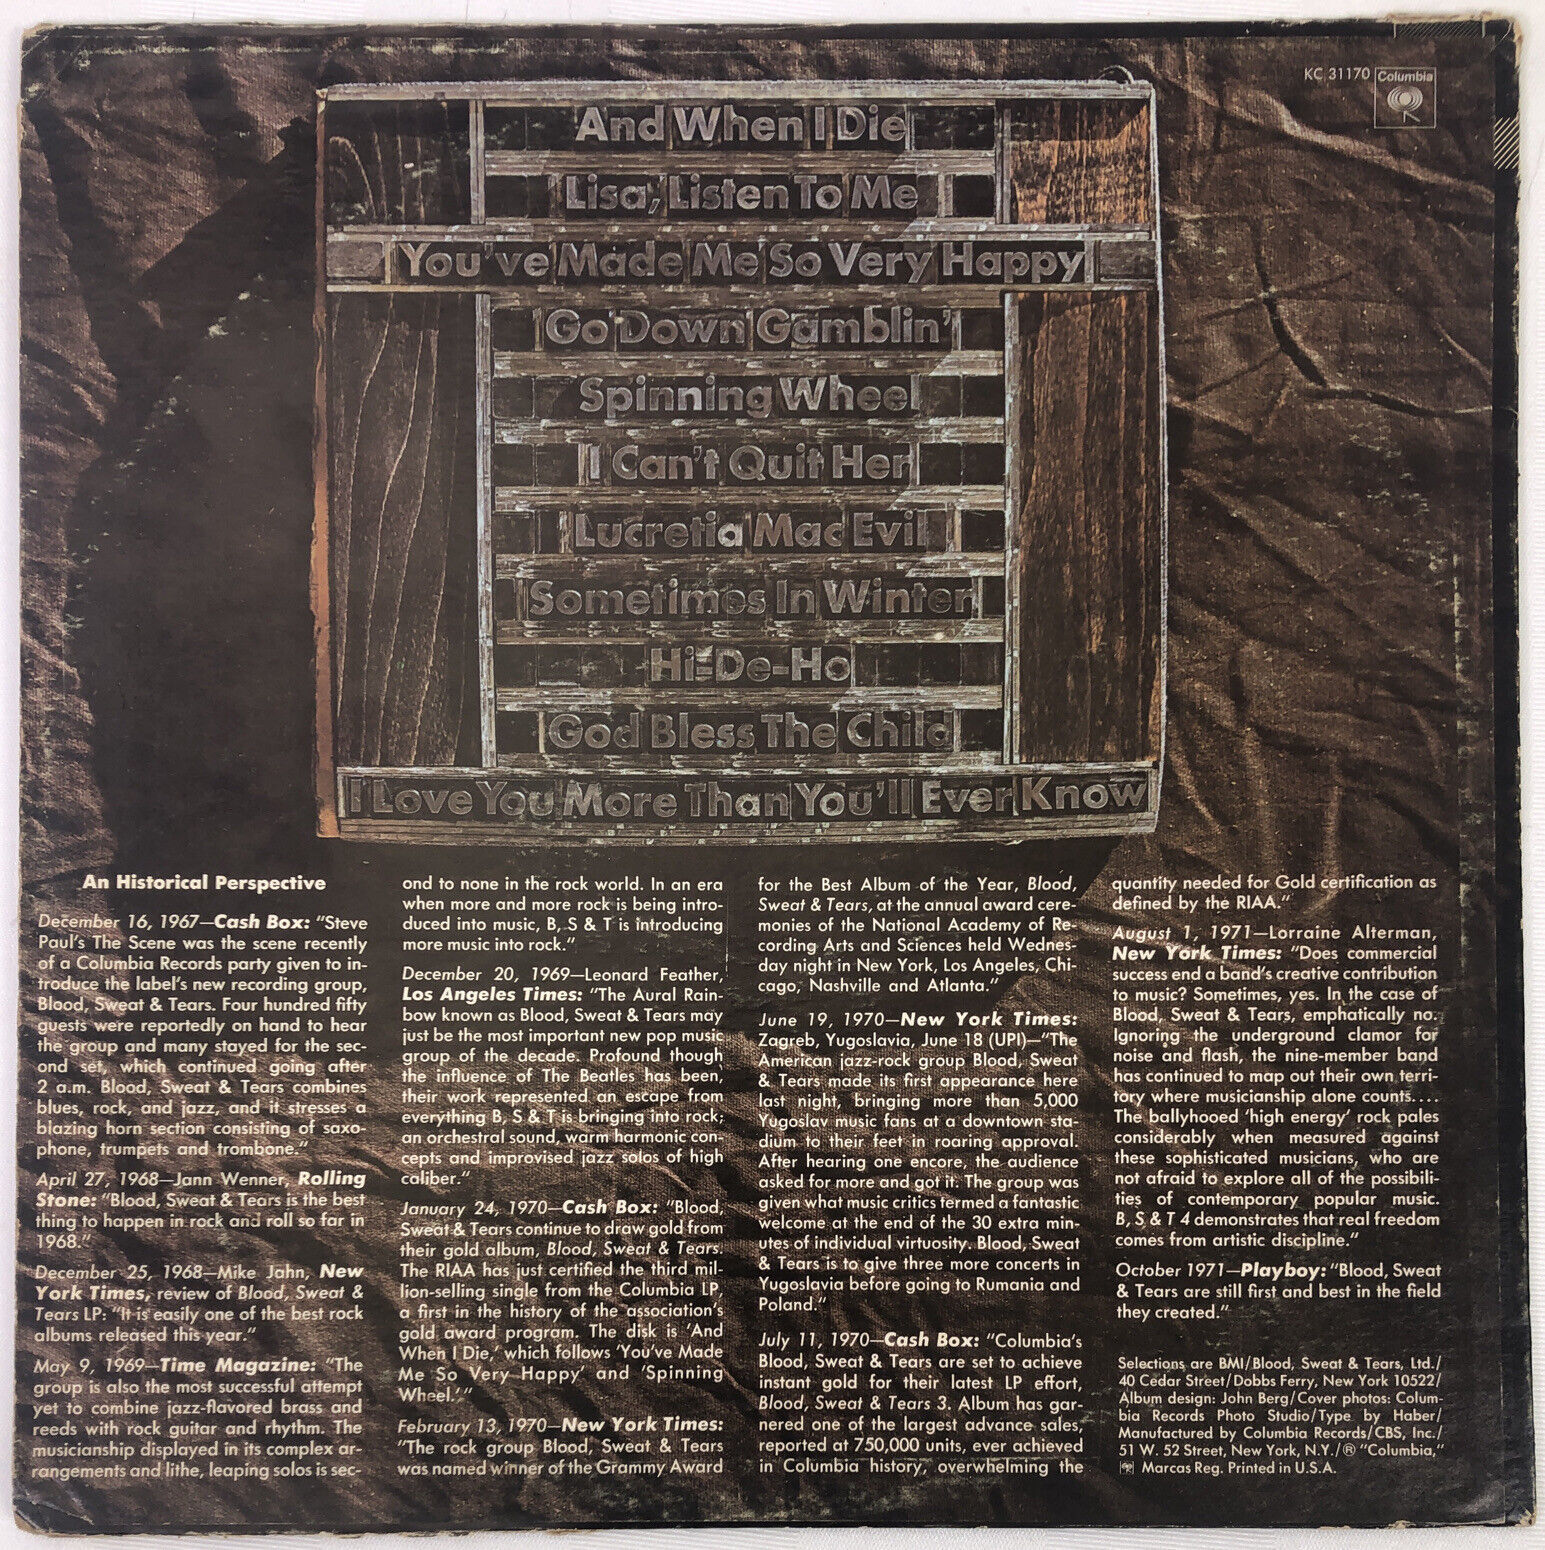 KC 31170
Columbia
And When I Die
Lisa, Listen To Me
You've Made Me So Very Happy
Go Down Gamblin'
Spinning Wheel
I Can't Quit Her
Lucretia Mac Evil
Sometimes In Winter
Hi-De-Ho
God Bless The Child
I Love You More Than You'll Ever Know
An Historical Perspective
December 16, 1967—Cash Box: "Steve
Paul's The Scene was the scene recently
of a Columbia Records party given to in-
troduce the label's new recording group,
Blood, Sweat & Tears. Four hundred fifty
guests were reportedly on hand to hear
the group and many stayed for the sec-
ond set, which continued going after
2 a.m. Blood, Sweat & Tears combines
blues, rock, and jazz, and it stresses a
blazing horn section consisting of saxo-
phone, trumpets and trombone."
April 27, 1968—Jann Wenner, Rolling
Stone: "Blood, Sweat & Tears is the best
thing to happen in rock and roll so far in
1968."
December 25, 1968—Mike Jahn, New
York Times, review of Blood, Sweat &
Tears LP: "It is easily one of the best rock
albums released this year."
May 9, 1969—Time Magazine: "The
group is also the most successful attempt
yet to combine jazz-flavored brass and
reeds with rock guitar and rhythm. The
musicianship displayed in its complex ar-
rangements and lithe, leaping solos is sec-
ond to none in the rock world. In an era
when more and more rock is being intro-
duced into music, B, S & T is introducing
more music into rock."
December 20, 1969—Leonard Feather,
Los Angeles Times: "The Aural Rain-
bow known as Blood, Sweat & Tears may
just be the most important new pop music
group of the decade. Profound though
the influence of The Beatles has been,
their work represented an escape from
everything B, S & T is bringing into rock;
an orchestral sound, warm harmonic con-
cepts and improvised jazz solos of high
caliber."
January 24, 1970—Cash Box: "Blood,
Sweat & Tears continue to draw gold from
their gold album, Blood, Sweat & Tears.
The RIAA has just certified the third mil-
lion-selling single from the Columbia LP,
a first in the history of the association's
gold award program. The disk is 'And
When I Die,' which follows 'You've Made
Me So Very Happy' and 'Spinning
Wheel.'"
February 13, 1970—New York Times:
"The rock group Blood, Sweat & Tears
was named winner of the Grammy Award
for the Best Album of the Year, Blood,
Sweat & Tears, at the annual award cere-
monies of the National Academy of Re-
cording Arts and Sciences held Wednes-
day night in New York, Los Angeles, Chi-
cago, Nashville and Atlanta."
June 19, 1970—New York Times:
Zagreb, Yugoslavia, June 18 (UPI)—"The
American jazz-rock group Blood, Sweat
& Tears made its first appearance here
last night, bringing more than 5,000
Yugoslav music fans at a downtown sta-
dium to their feet in roaring approval.
After hearing one encore, the audience
asked for more and got it. The group was
given what music critics termed a fantastic
welcome at the end of the 30 extra min-
utes of individual virtuosity. Blood, Sweat
& Tears is to give three more concerts in
Yugoslavia before going to Rumania and
Poland."
July 11, 1970—Cash Box: "Columbia's
Blood, Sweat & Tears are set to achieve
instant gold for their latest LP effort,
Blood, Sweat & Tears 3. Album has gar-
nered one of the largest advance sales,
reported at 750,000 units, ever achieved
in Columbia history, overwhelming the
quantity needed for Gold certification as
defined by the RIAA."
August 1, 1971—Lorraine Alterman,
New York Times: "Does commercial
success end a band's creative contribution
to music? Sometimes, yes. In the case of
Blood, Sweat & Tears, emphatically no.
Ignoring the underground clamor for
noise and flash, the nine-member band
has continued to map out their own terri-
tory where musicianship alone counts....
The ballyhooed 'high energy' rock pales
considerably when measured against
these sophisticated musicians, who are
not afraid to explore all of the possibili-
ties of contemporary popular music.
B, S & T 4 demonstrates that real freedom
comes from artistic discipline."
October 1971—Playboy: "Blood, Sweat
& Tears are still first and best in the field
they created."
Selections are BMI/Blood, Sweat & Tears, Ltd./
40 Cedar Street/Dobbs Ferry, New York 10522/
Album design: John Berg/Cover photos: Colum-
bia Records Photo Studio/Type by Haber/
Manufactured by Columbia Records/CBS, Inc./
51 W. 52 Street, New York, N.Y./® "Columbia,"
Marcas Reg. Printed in U.S.A.